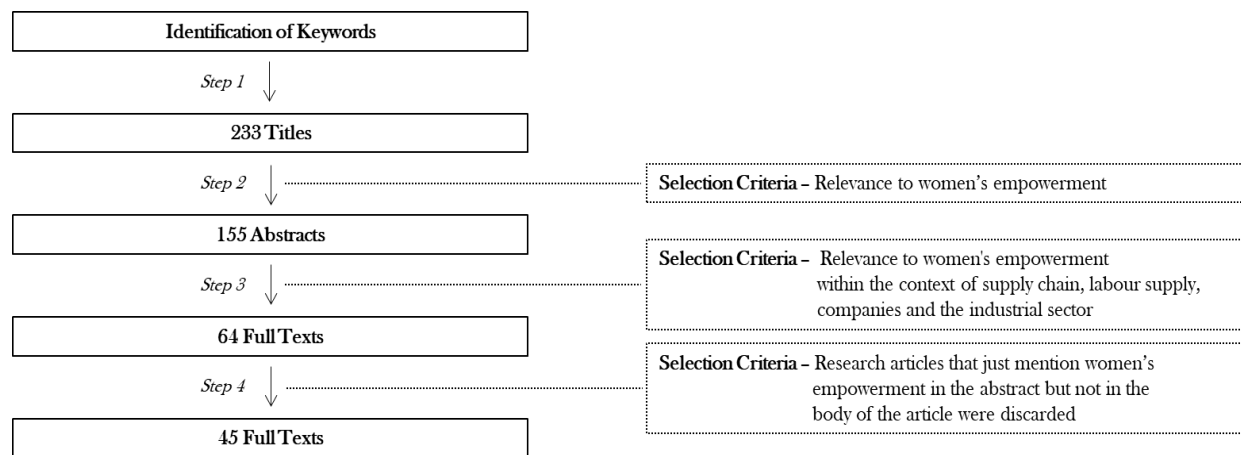 Identification of Keywords
Step 1
233 Titles
Step 2
Selection Criteria – Relevance to women’s empowerment
155 Abstracts
Step 3
Selection Criteria – Relevance to women's empowerment
within the context of supply chain, labour supply,
companies and the industrial sector
64 Full Texts
Step 4
Selection Criteria – Research articles that just mention women’s
empowerment in the abstract but not in the
body of the article were discarded
45 Full Texts